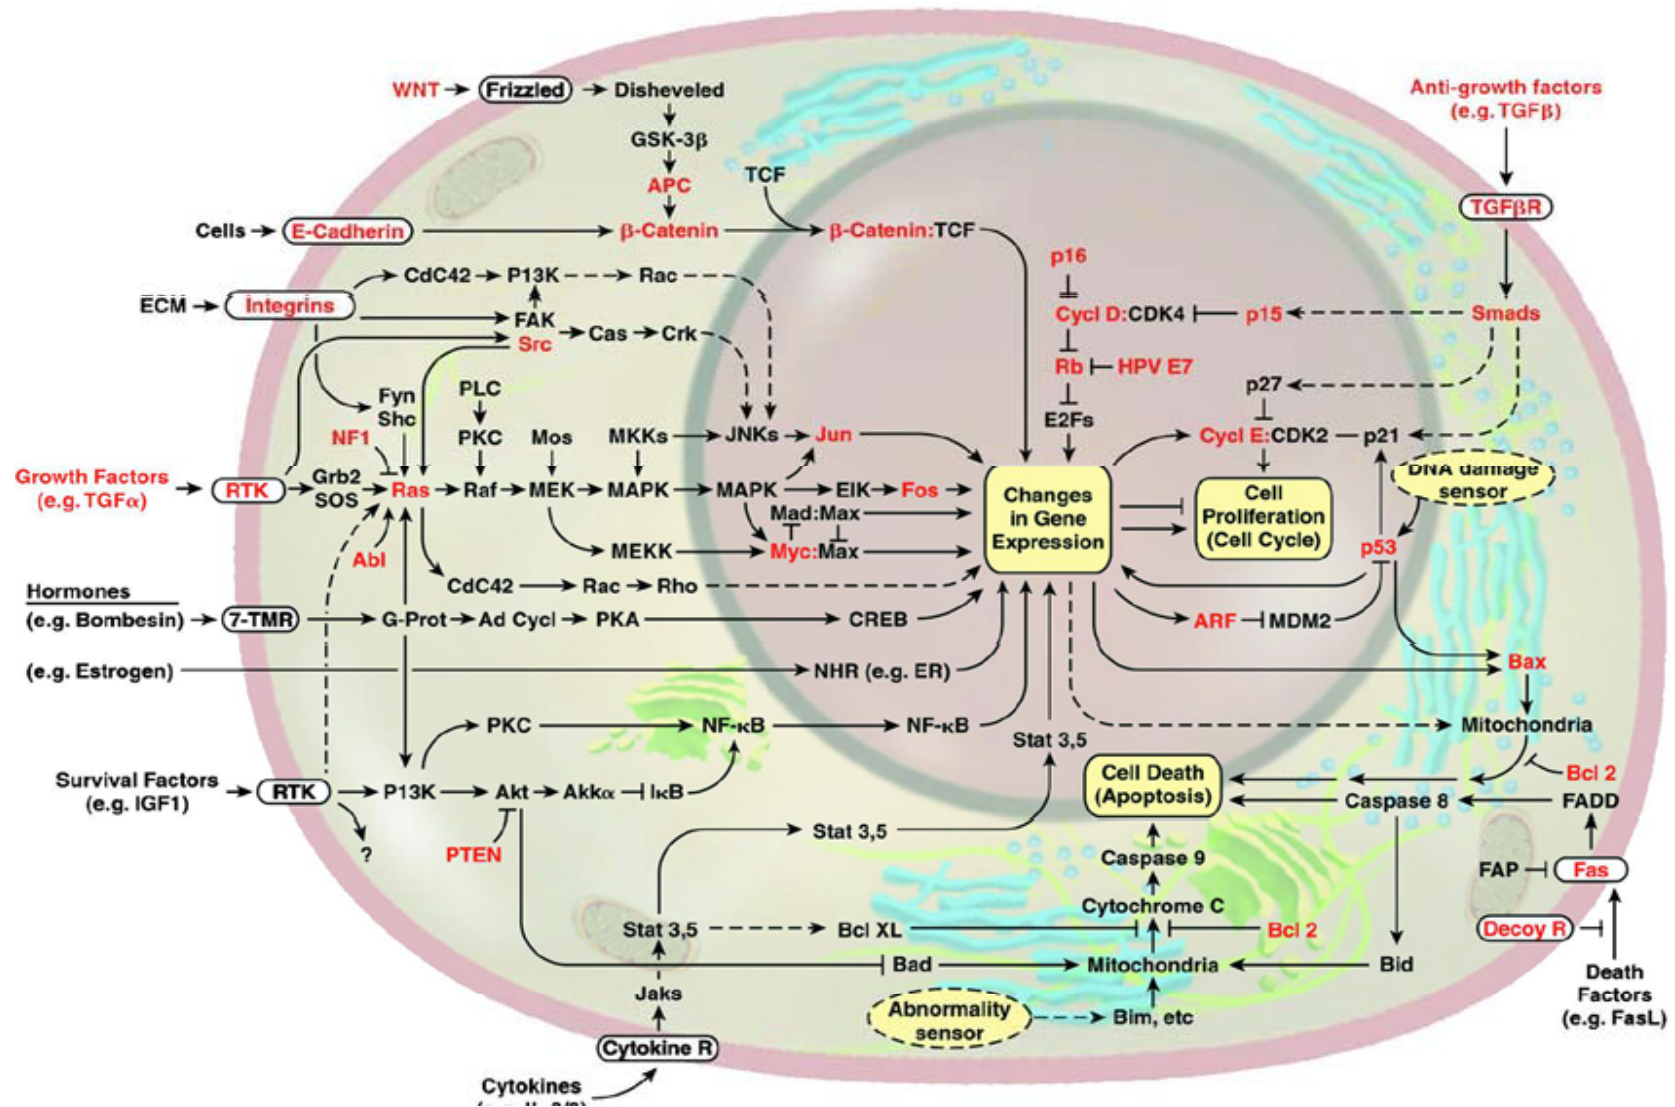 WNT
Frizzled
Disheveled
GSK-3β
APC
TCF
Cells
E-Cadherin
β-Catenin
β-Catenin:TCF
Anti-growth factors
(e.g. TGFβ)
TGFβR
CdC42
P13K
Rac
ECM
Integrins
FAK
Src
Cas
Crk
p16
Cycl D:CDK4
p15
Smads
Rb
HPV E7
p27
E2Fs
Fyn
Shc
PLC
NF1
PKC
Mos
MKKs
JNKs
Jun
Cycl E:CDK2
p21
DNA damage
sensor
Growth Factors
(e.g. TGFα)
RTK
Grb2
SOS
Ras
Raf
MEK
MAPK
MAPK
ElK
Fos
Mad:Max
Changes
in Gene
Expression
Cell
Proliferation
(Cell Cycle)
Abl
MEKK
Myc:Max
p53
CdC42
Rac
Rho
Hormones
(e.g. Bombesin)
7-TMR
G-Prot
Ad Cycl
PKA
CREB
ARF
MDM2
(e.g. Estrogen)
NHR (e.g. ER)
Bax
PKC
NF-κB
NF-κB
Stat 3,5
Mitochondria
Survival Factors
(e.g. IGF1)
RTK
P13K
Akt
Akkα
IκB
Cell Death
(Apoptosis)
Bcl 2
Caspase 8
FADD
?
PTEN
Stat 3,5
Caspase 9
FAP
Fas
Cytochrome C
Stat 3,5
Bcl XL
Bcl 2
Decoy R
Bad
Mitochondria
Bid
Jaks
Death
Factors
(e.g. FasL)
Abnormality
sensor
Bim, etc
Cytokine R
Cytokines